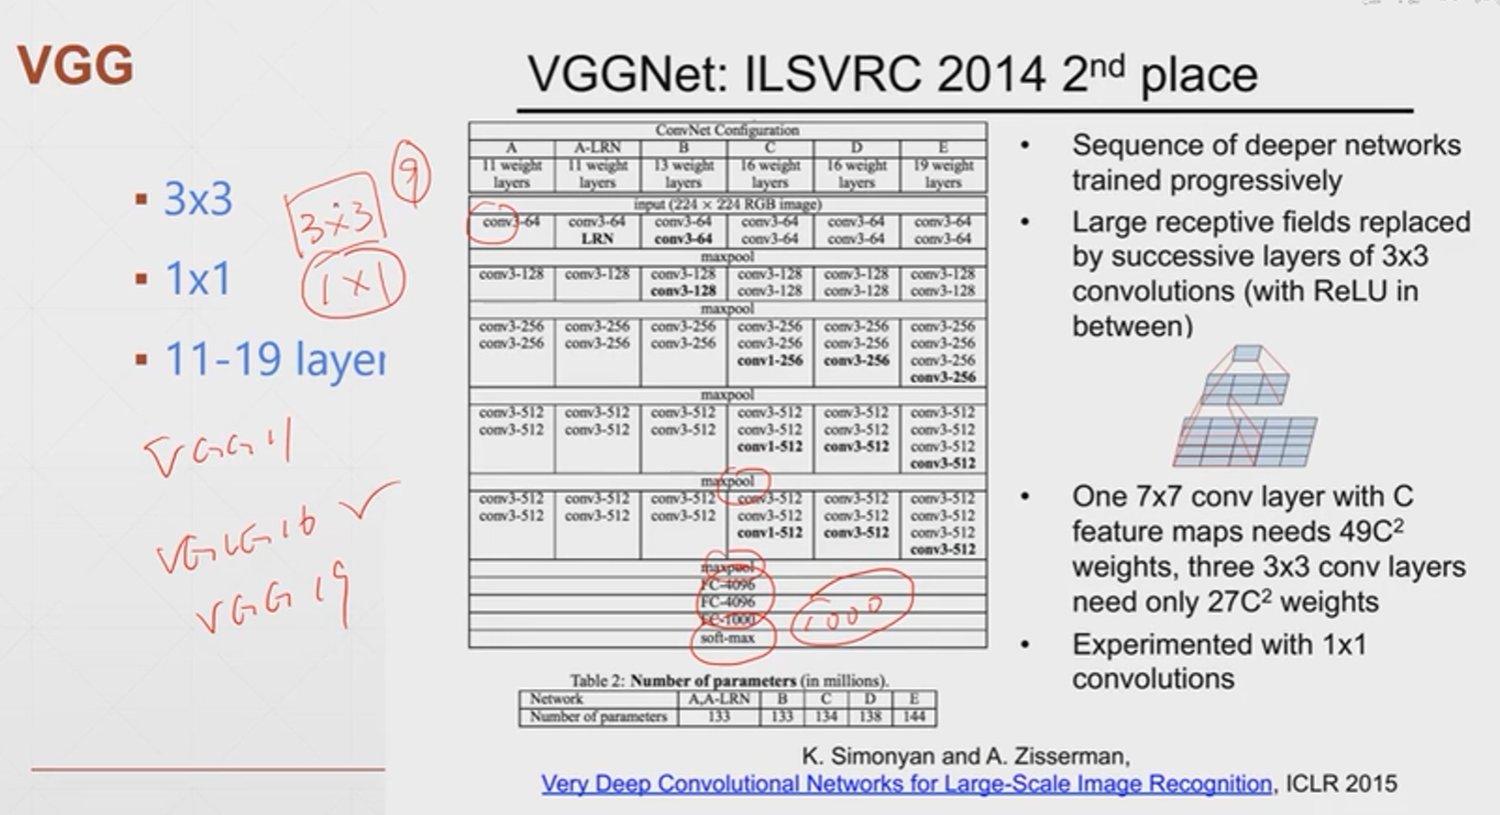 VGG
3x3
1x1
11-19 layer
3x3
9
1x1
VGG11
VGG16
VGG19
VGGNet: ILSVRC 2014 2nd place
ConvNet Configuration
A A-LRN B C D E
11 weight layers 11 weight layers 13 weight layers 16 weight layers 16 weight layers 19 weight layers
input (224 × 224 RGB image)
conv3-64 conv3-64 conv3-64 conv3-64 conv3-64 conv3-64
LRN conv3-64 conv3-64 conv3-64 conv3-64
maxpool
conv3-128 conv3-128 conv3-128 conv3-128 conv3-128 conv3-128
conv3-128 conv3-128 conv3-128 conv3-128
maxpool
conv3-256 conv3-256 conv3-256 conv3-256 conv3-256 conv3-256
conv3-256 conv3-256 conv3-256 conv3-256 conv3-256 conv3-256
conv1-256 conv3-256 conv3-256
conv3-256
maxpool
conv3-512 conv3-512 conv3-512 conv3-512 conv3-512 conv3-512
conv3-512 conv3-512 conv3-512 conv3-512 conv3-512 conv3-512
conv1-512 conv3-512 conv3-512
conv3-512
maxpool
conv3-512 conv3-512 conv3-512 conv3-512 conv3-512 conv3-512
conv3-512 conv3-512 conv3-512 conv3-512 conv3-512 conv3-512
conv1-512 conv3-512 conv3-512
conv3-512
maxpool
FC-4096
FC-4096
FC-1000
soft-max
1000
Table 2: Number of parameters (in millions).
Network A,A-LRN B C D E
Number of parameters 133 133 134 138 144
Sequence of deeper networks
trained progressively
Large receptive fields replaced
by successive layers of 3x3
convolutions (with ReLU in
between)
One 7x7 conv layer with C
feature maps needs 49C2
weights, three 3x3 conv layers
need only 27C2 weights
Experimented with 1x1
convolutions
K. Simonyan and A. Zisserman,
Very Deep Convolutional Networks for Large-Scale Image Recognition, ICLR 2015